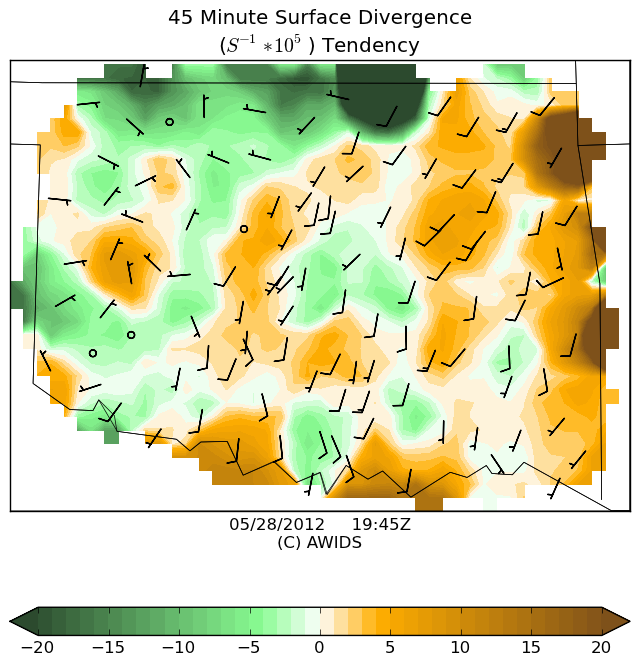 45 Minute Surface Divergence
(S⁻¹ *10⁵ ) Tendency
05/28/2012 19:45Z
(C) AWIDS
−20 −15 −10 −5 0 5 10 15 20